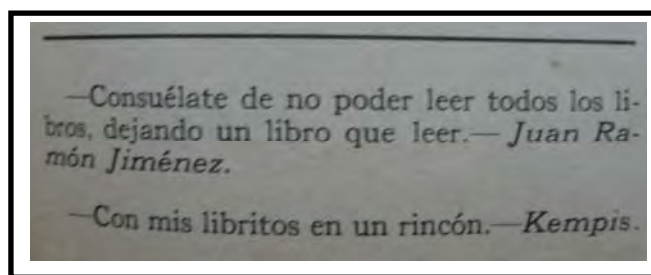 —Consuélate de no poder leer todos los li-
bros, dejando un libro que leer.— Juan Ra-
món Jiménez.
—Con mis libritos en un rincón.—Kempis.